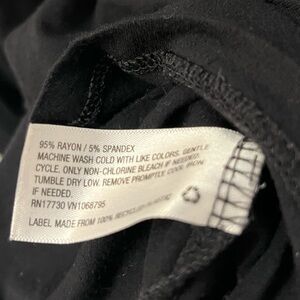 95% RAYON / 5% SPANDEX
MACHINE WASH COLD WITH LIKE COLORS. GENTLE
CYCLE. ONLY NON-CHLORINE BLEACH IF NEEDED.
TUMBLE DRY LOW. REMOVE PROMPTLY. COOL IRON
IF NEEDED.
RN17730 VN1068795
LABEL MADE FROM 100% RECYCLED PLASTIC